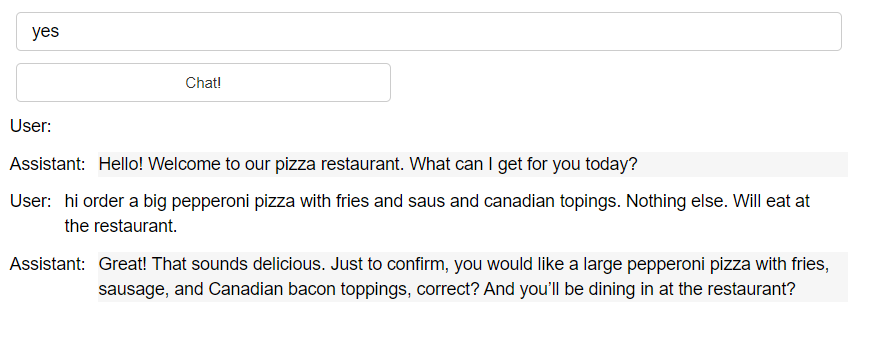 yes
Chat!
User:
Assistant: Hello! Welcome to our pizza restaurant. What can I get for you today?
User: hi order a big pepperoni pizza with fries and saus and canadian topings. Nothing else. Will eat at
the restaurant.
Assistant: Great! That sounds delicious. Just to confirm, you would like a large pepperoni pizza with fries,
sausage, and Canadian bacon toppings, correct? And you’ll be dining in at the restaurant?